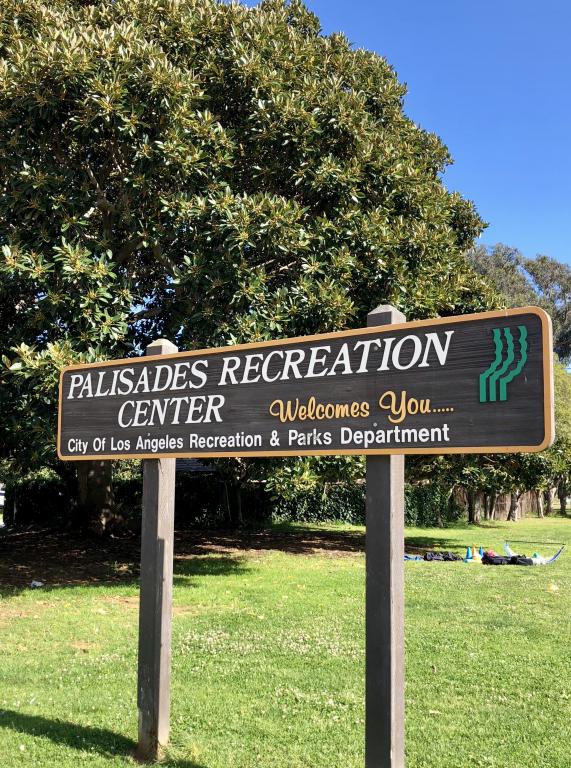 PALISADES RECREATION
CENTER Welcomes You.....
City Of Los Angeles Recreation & Parks Department